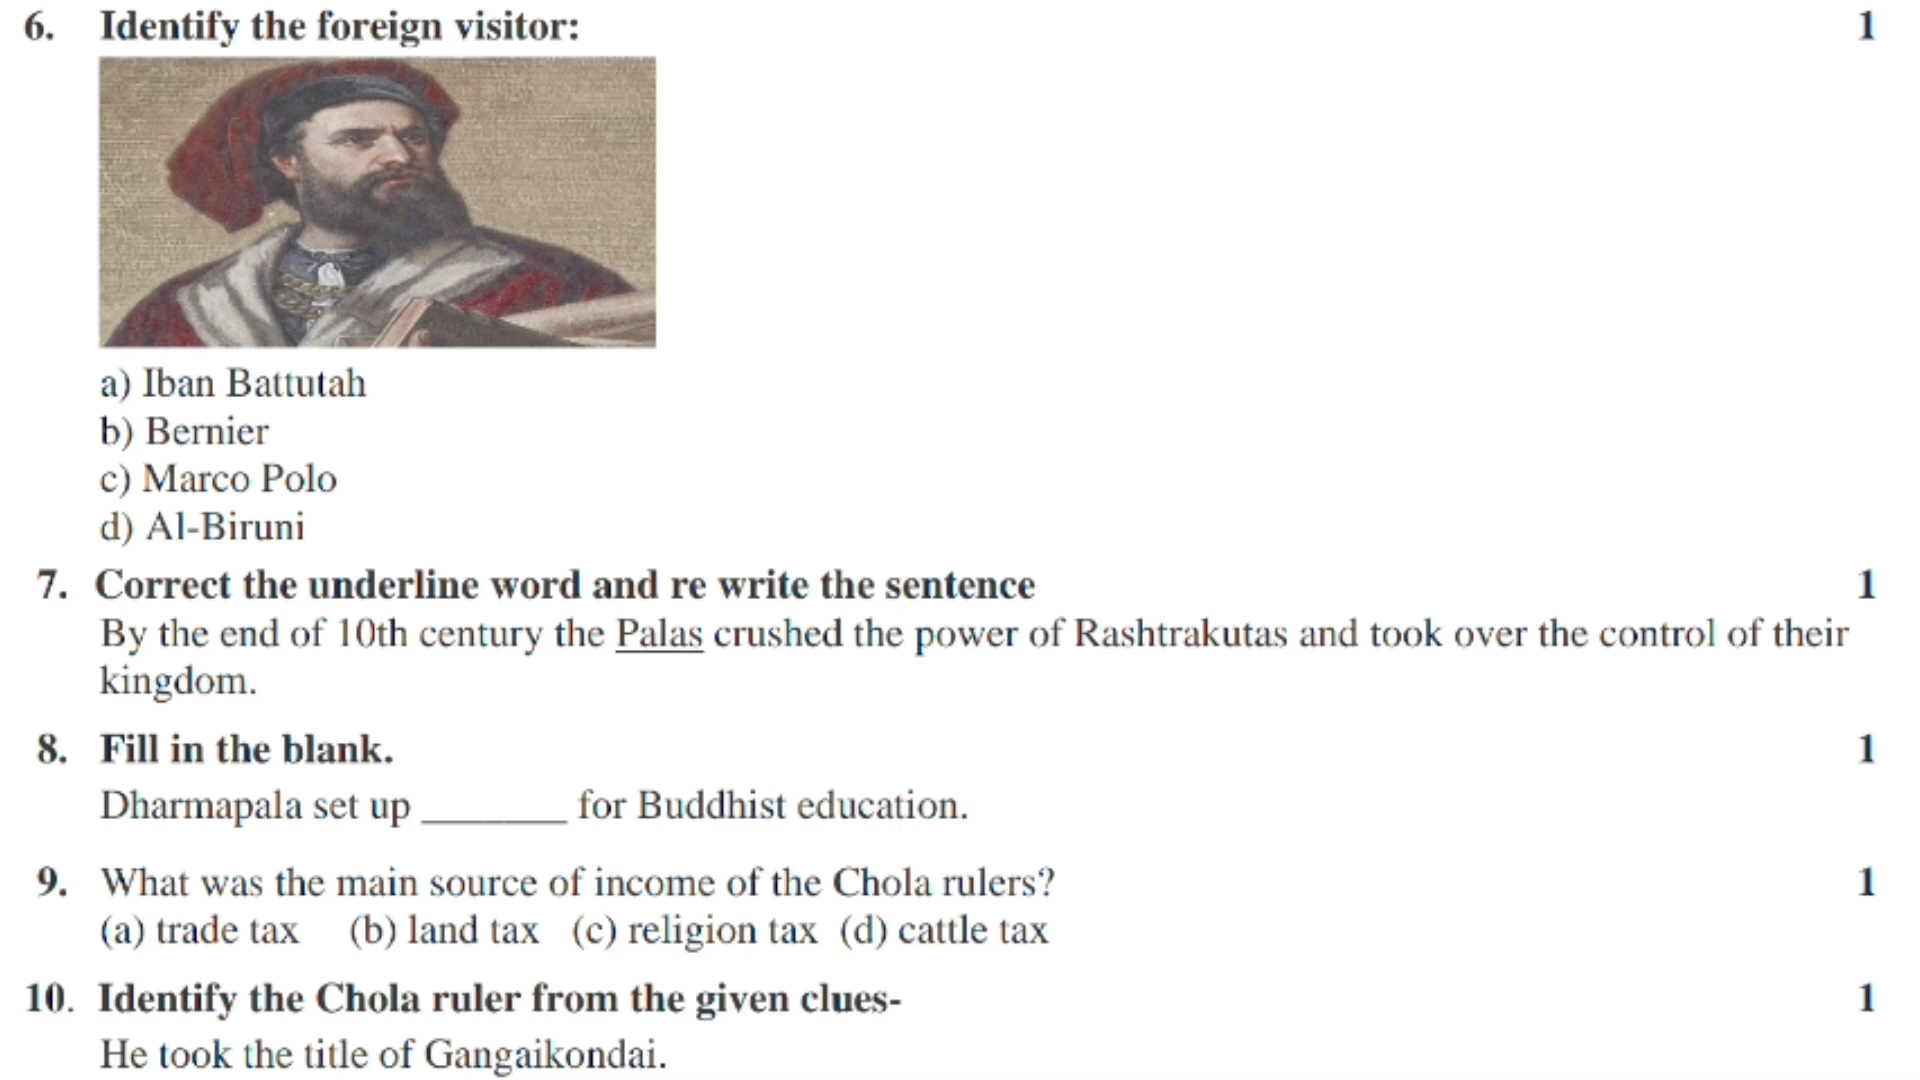 6. Identify the foreign visitor: 1
a) Iban Battutah
b) Bernier
c) Marco Polo
d) Al-Biruni
7. Correct the underline word and re write the sentence 1
By the end of 10th century the Palas crushed the power of Rashtrakutas and took over the control of their
kingdom.
8. Fill in the blank. 1
Dharmapala set up _______ for Buddhist education.
9. What was the main source of income of the Chola rulers? 1
(a) trade tax (b) land tax (c) religion tax (d) cattle tax
10. Identify the Chola ruler from the given clues- 1
He took the title of Gangaikondai.